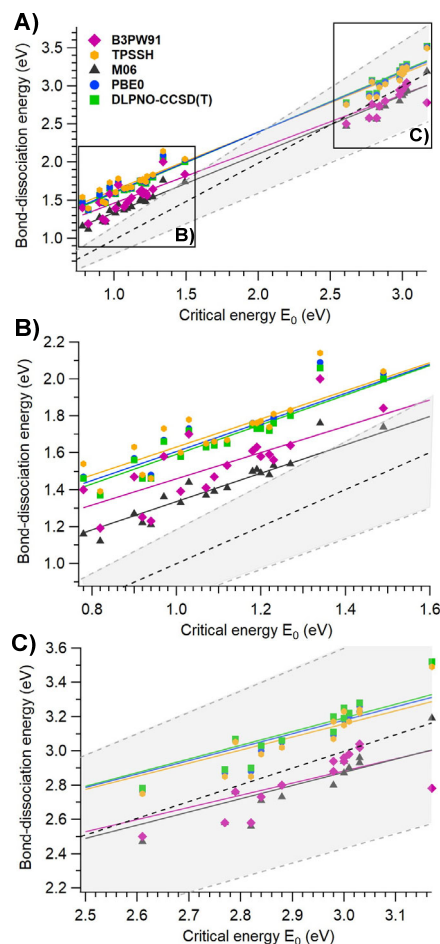 A)
B3PW91
TPSSH
M06
PBE0
DLPNO-CCSD(T)
Bond-dissociation energy (eV)
3.5
3.0
2.5
2.0
1.5
1.0
B)
C)
1.0
1.5
2.0
2.5
3.0
Critical energy E0 (eV)
B)
Bond-dissociation energy (eV)
2.2
2.0
1.8
1.6
1.4
1.2
1.0
0.8
1.0
1.2
1.4
1.6
Critical energy E0 (eV)
C)
Bond-dissociation energy (eV)
3.6
3.4
3.2
3.0
2.8
2.6
2.4
2.2
2.5
2.6
2.7
2.8
2.9
3.0
3.1
Critical energy E0 (eV)